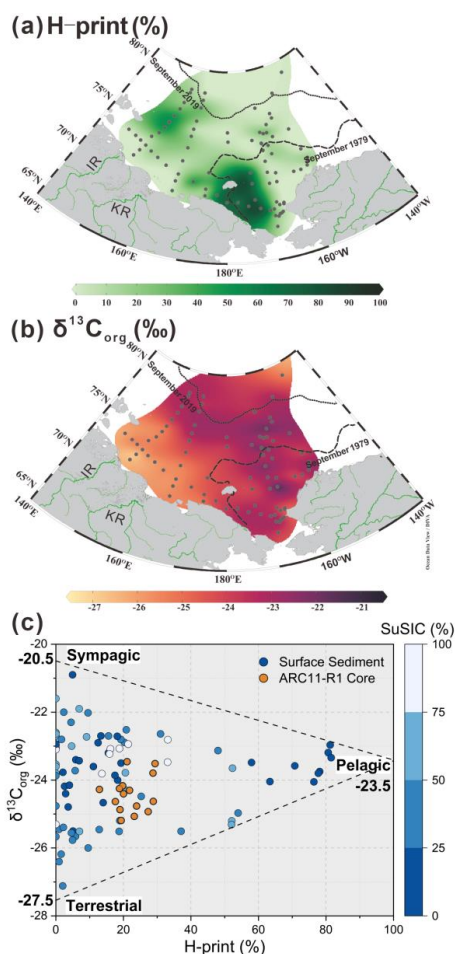 (a) H-print (%)
80°N
75°N
70°N
65°N
140°E
160°E
180°E
160°W
140°W
September 2019
September 1979
IR
KR
0 10 20 30 40 50 60 70 80 90 100
(b) δ13Corg (‰)
80°N
75°N
70°N
65°N
140°E
160°E
180°E
160°W
140°W
September 2019
September 1979
IR
KR
Ocean Data View / DIVA
-27 -26 -25 -24 -23 -22 -21
(c)
SuSIC (%)
-20
-22
-24
-26
-28
δ13Corg (‰)
-20.5
Sympagic
Surface Sediment
ARC11-R1 Core
Pelagic
-23.5
-27.5
Terrestrial
0 20 40 60 80 100
H-print (%)
100
75
50
25
0